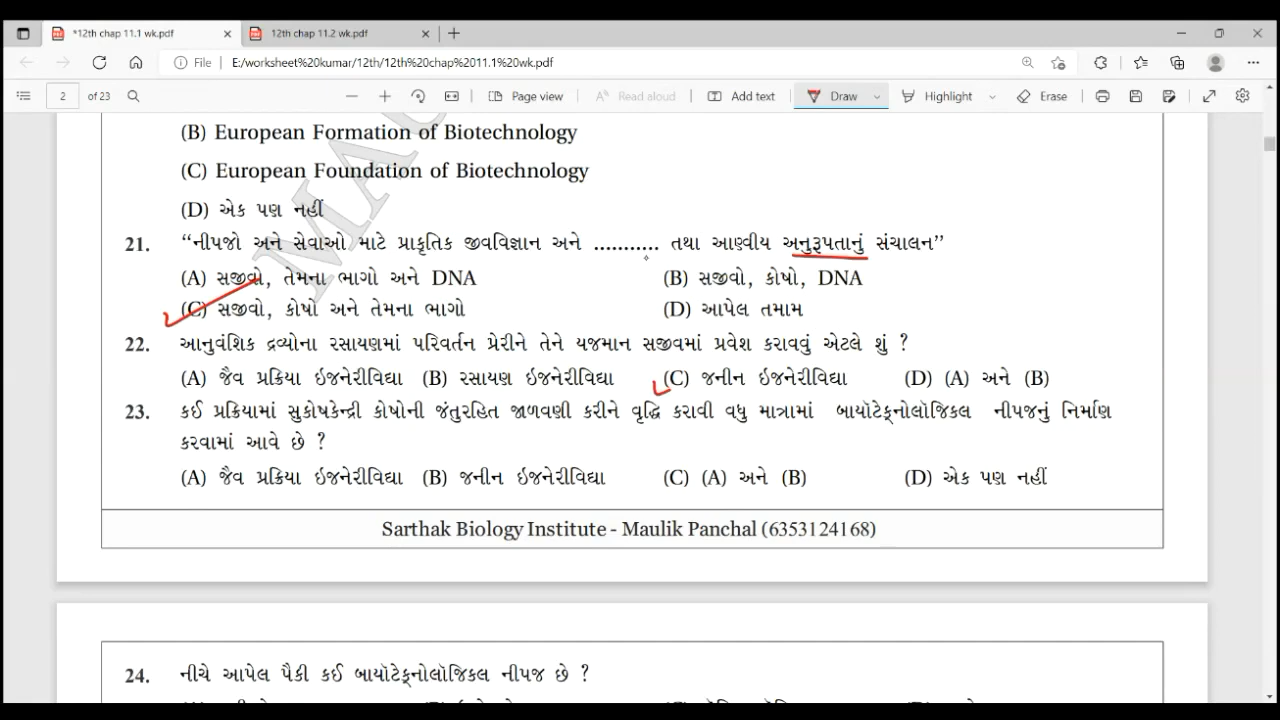 *12th chap 11.1 wk.pdf
12th chap 11.2 wk.pdf
File E:/worksheet%20kumar/12th/12th%20chap%2011.1%20wk.pdf
2 of 23 Page view Read aloud Add text Draw Highlight Erase
(B) European Formation of Biotechnology
(C) European Foundation of Biotechnology
(D) એક પણ નહીં
21. “નીપજો અને સેવાઓ માટે પ્રાકૃતિક જીવવિજ્ઞાન અને ........... તથા આણ્વીય અનુરૂપતાનું સંચાલન”
(A) સજીવો, તેમના ભાગો અને DNA (B) સજીવો, કોષો, DNA
(C) સજીવો, કોષો અને તેમના ભાગો (D) આપેલ તમામ
22. આનુવંશિક દ્રવ્યોના રસાયણમાં પરિવર્તન પ્રેરીને તેને યજમાન સજીવમાં પ્રવેશ કરાવવું એટલે શું ?
(A) જૈવ પ્રક્રિયા ઇજનેરીવિદ્યા (B) રસાયણ ઇજનેરીવિદ્યા (C) જનીન ઇજનેરીવિદ્યા (D) (A) અને (B)
23. કઈ પ્રક્રિયામાં સુકોષકેન્દ્રી કોષોની જંતુરહિત જાળવણી કરીને વૃદ્ધિ કરાવી વધુ માત્રામાં બાયૉટેક્નોલૉજિકલ નીપજનું નિર્માણ
કરવામાં આવે છે ?
(A) જૈવ પ્રક્રિયા ઇજનેરીવિદ્યા (B) જનીન ઇજનેરીવિદ્યા (C) (A) અને (B) (D) એક પણ નહીં
Sarthak Biology Institute - Maulik Panchal (6353124168)
24. નીચે આપેલ પૈકી કઈ બાયૉટેક્નોલૉજિકલ નીપજ છે ?